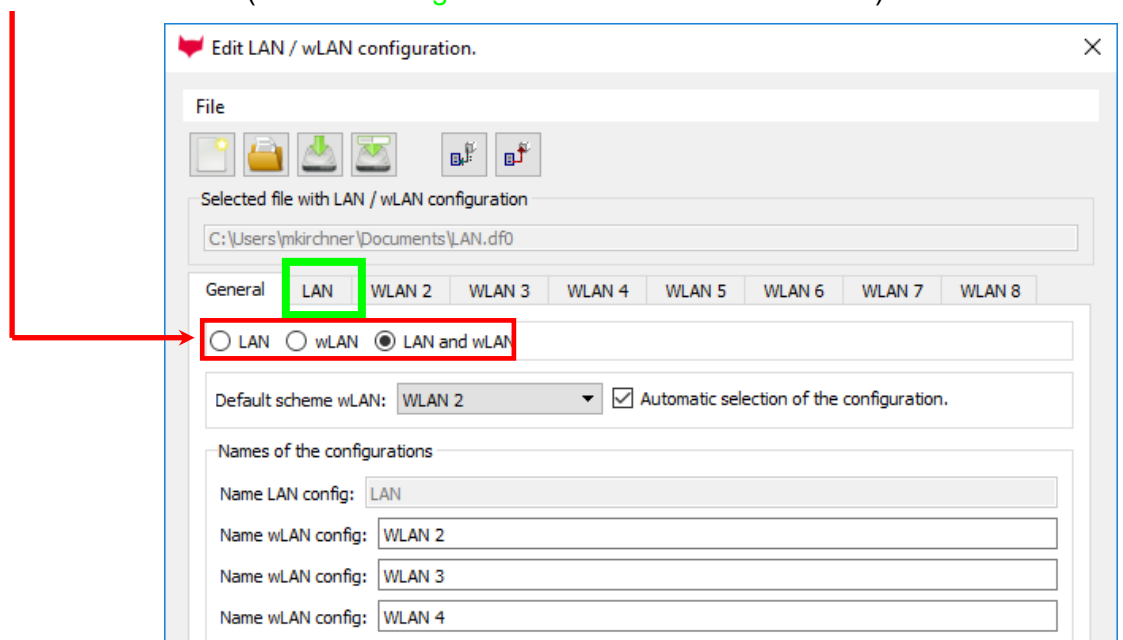 Edit LAN / wLAN configuration.
File
Selected file with LAN / wLAN configuration
C:\Users\mkirchner\Documents\LAN.df0
General LAN WLAN 2 WLAN 3 WLAN 4 WLAN 5 WLAN 6 WLAN 7 WLAN 8
LAN wLAN LAN and wLAN
Default scheme wLAN: WLAN 2 Automatic selection of the configuration.
Names of the configurations
Name LAN config: LAN
Name wLAN config: WLAN 2
Name wLAN config: WLAN 3
Name wLAN config: WLAN 4